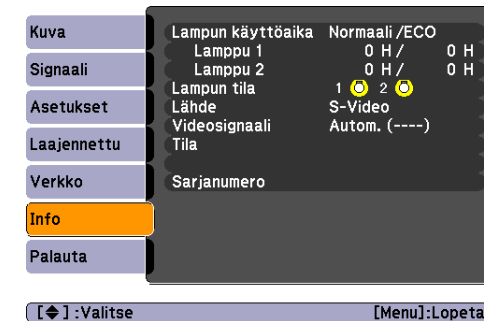 Kuva
Signaali
Asetukset
Laajennettu
Verkko
Info
Palauta
Lampun käyttöaika Normaali /ECO
Lamppu 1 0 H / 0 H
Lamppu 2 0 H / 0 H
Lampun tila 1 2
Lähde S-Video
Videosignaali Autom. (----)
Tila
Sarjanumero
[ ] :Valitse [Menu]:Lopeta